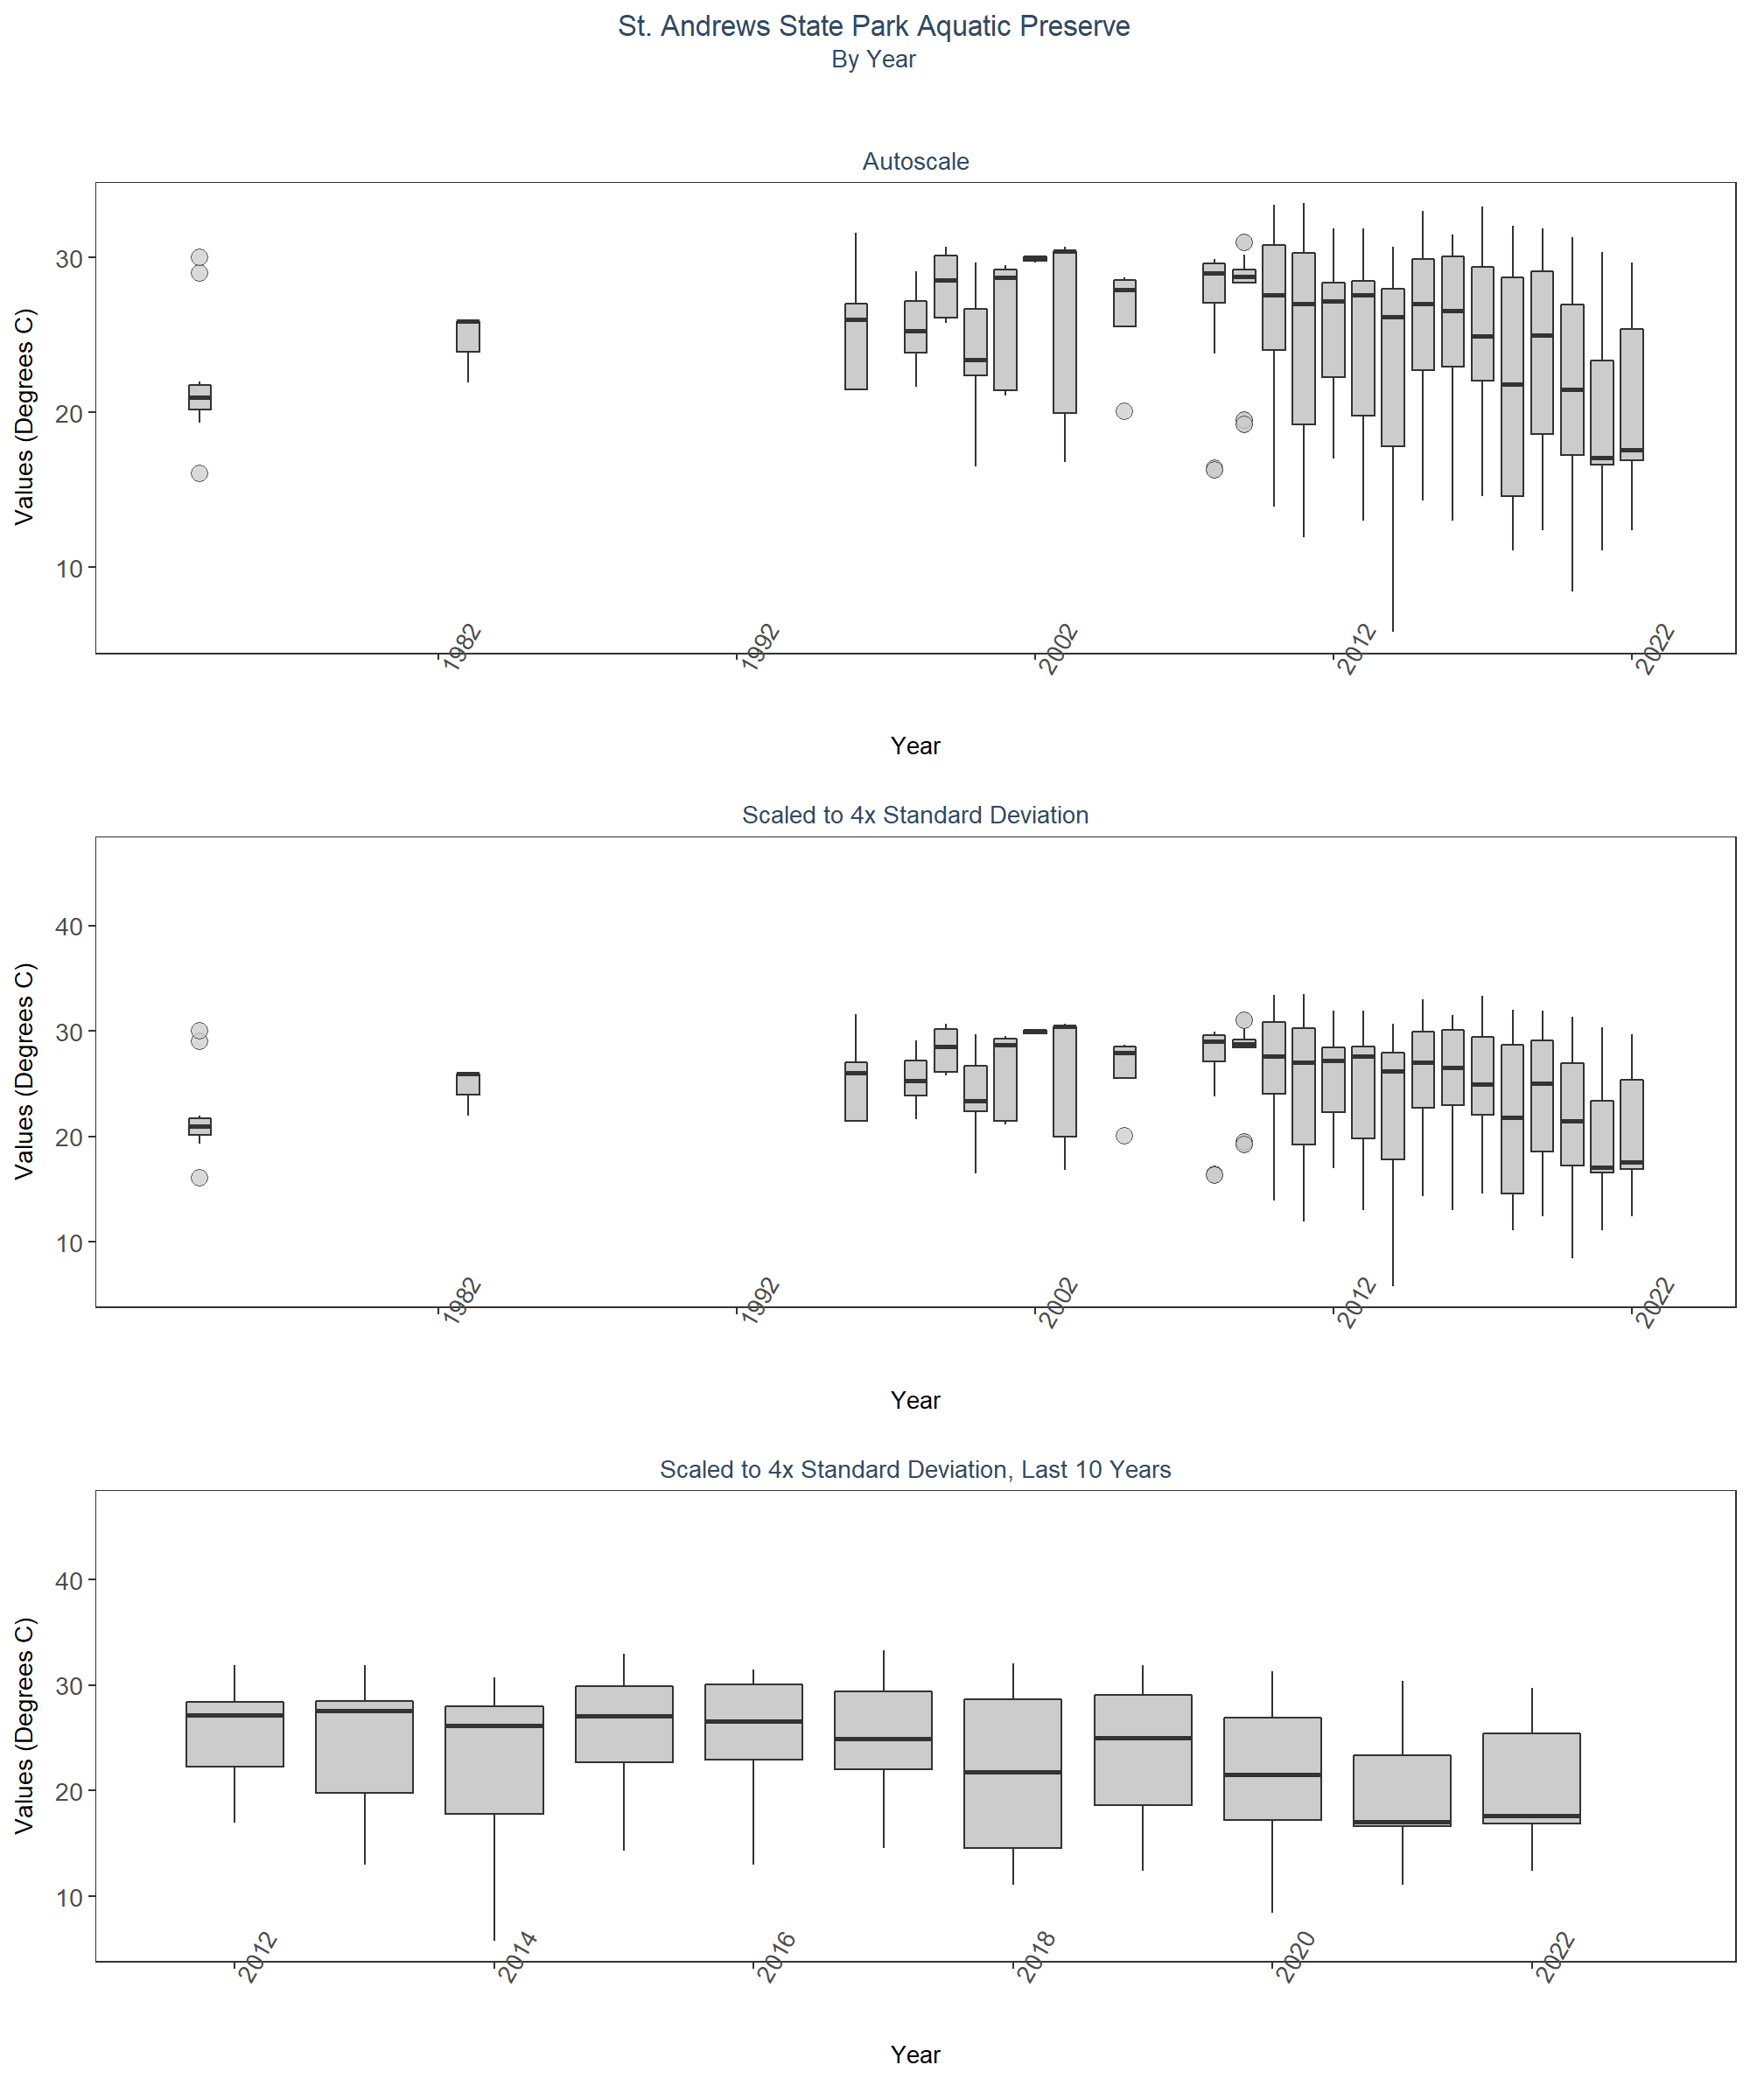 St. Andrews State Park Aquatic Preserve
By Year
Autoscale
Values (Degrees C)
30
20
10
1982
1992
2002
2012
2022
Year
Scaled to 4x Standard Deviation
Values (Degrees C)
40
30
20
10
1982
1992
2002
2012
2022
Year
Scaled to 4x Standard Deviation, Last 10 Years
Values (Degrees C)
40
30
20
10
2012
2014
2016
2018
2020
2022
Year